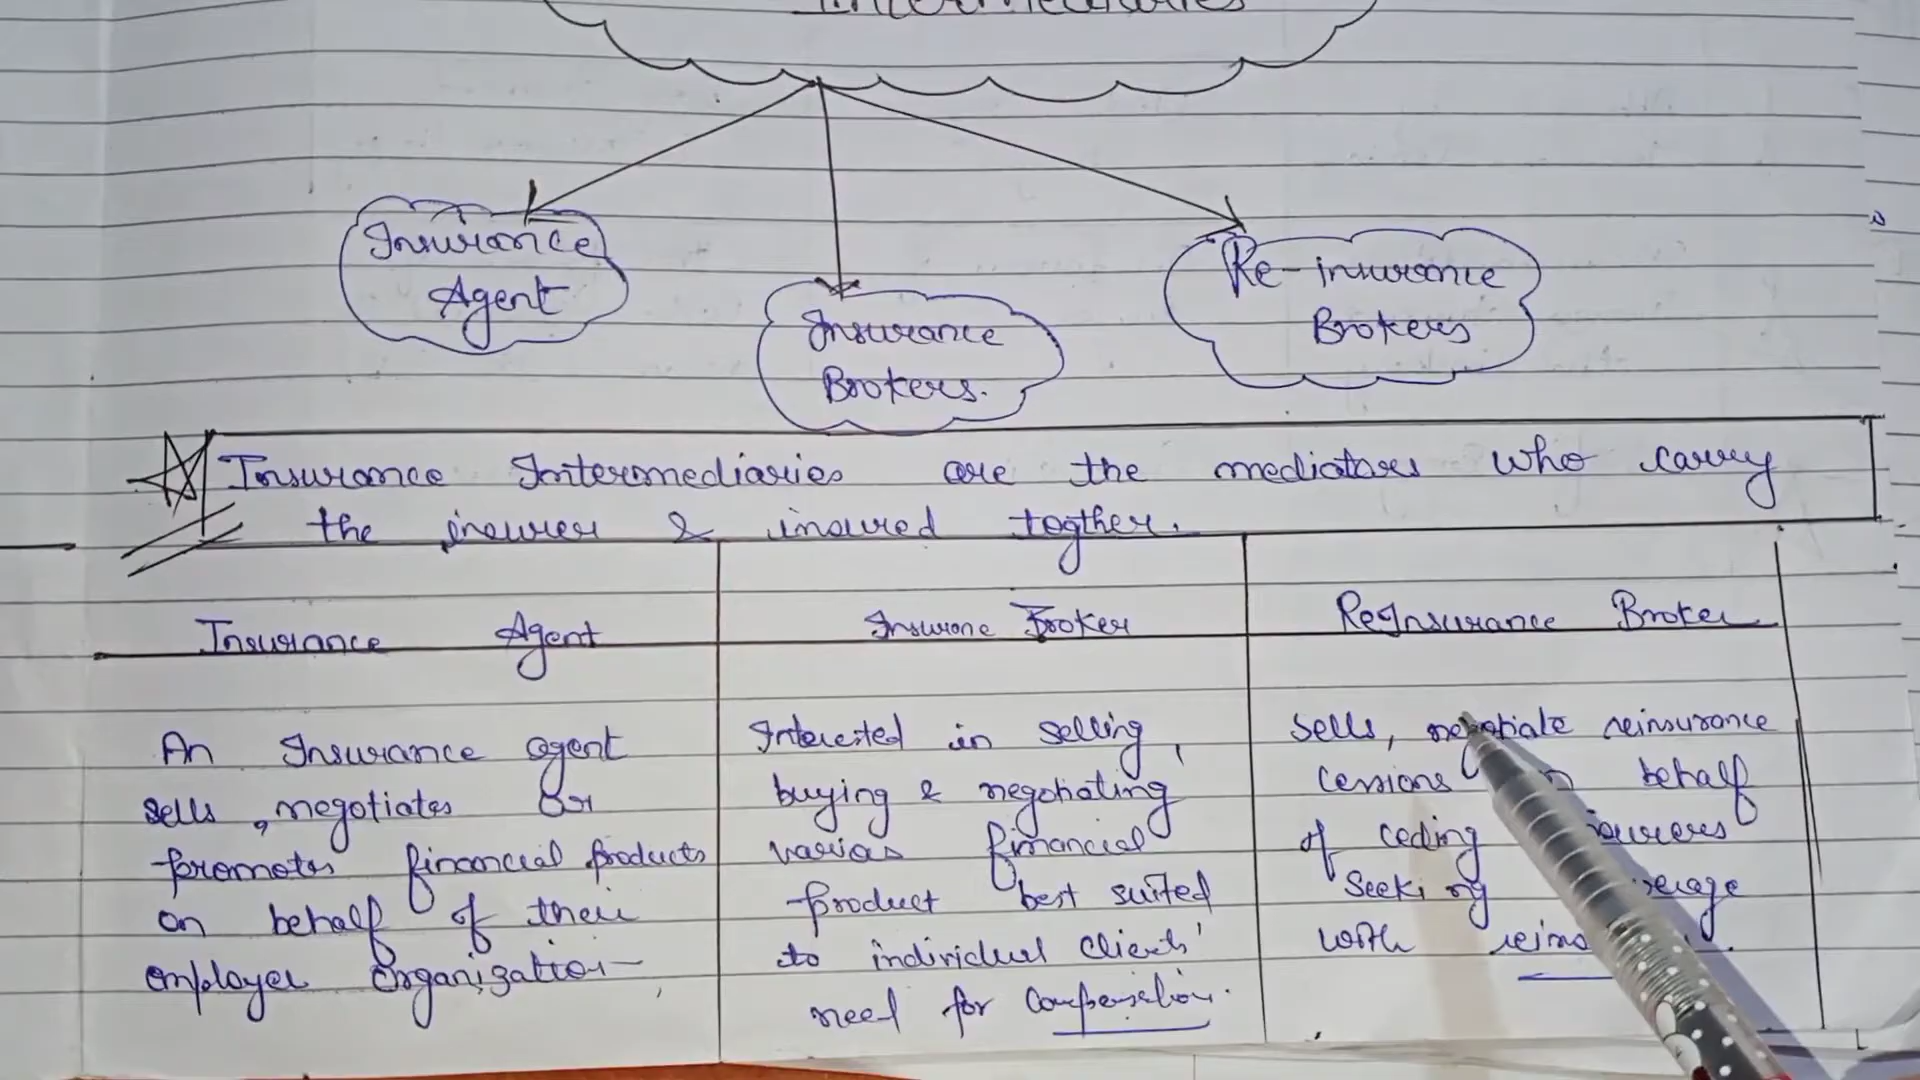 Intermediaries
Insurance
Agent
Insurance
Brokers.
Re-insurance
Brokers
Insurance Intermediaries are the mediators who carry
the insurer & insured togther.
Insurance Agent
An Insurance agent
sells, negotiates or
promotes financial products
on behalf of their
employer organization
Insurne Broker
Interested in selling,
buying & negotiating
varias financial
product best suited
to individual clients'
need for compensation.
ReInsurance Broker
Sells, negotiate reinsurance
cessions behalf
of ceding
Seeking
with